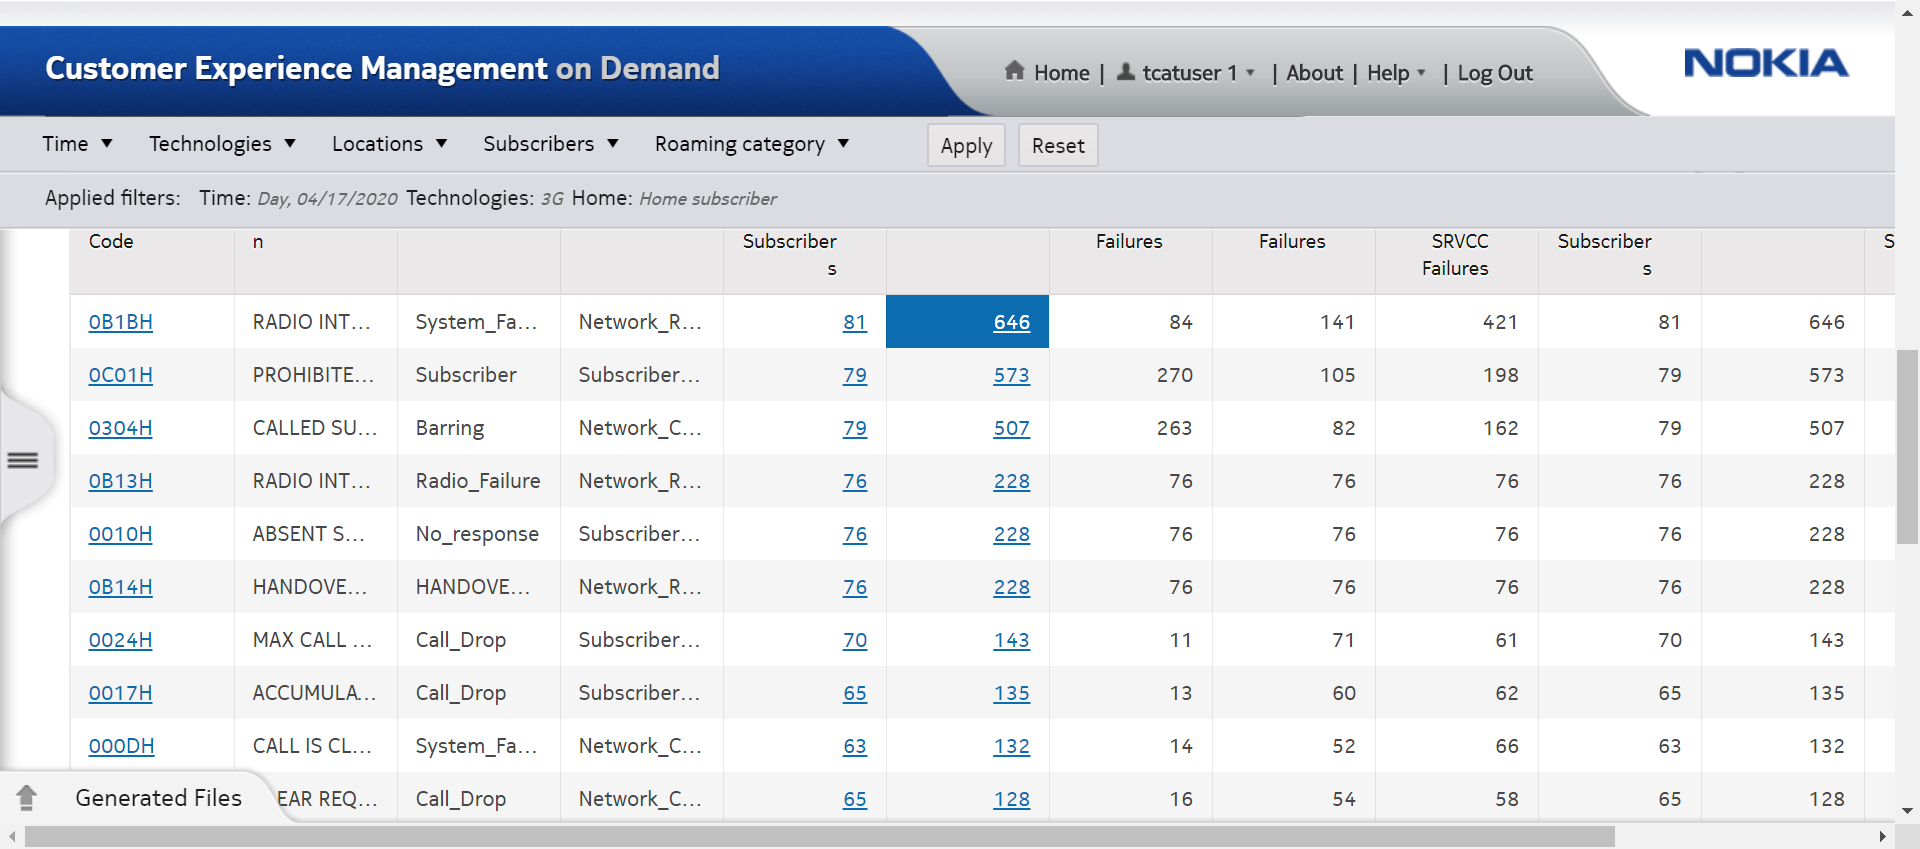 Customer Experience Management on Demand
Home | tcatuser 1 | About | Help | Log Out
NOKIA
Time Technologies Locations Subscribers Roaming category Apply Reset
Applied filters: Time: Day, 04/17/2020 Technologies: 3G Home: Home subscriber
Code n Subscriber Failures Failures SRVCC Subscriber S
s Failures s
0B1BH RADIO INT... System_Fa... Network_R... 81 646 84 141 421 81 646
0C01H PROHIBITE... Subscriber Subscriber... 79 573 270 105 198 79 573
0304H CALLED SU... Barring Network_C... 79 507 263 82 162 79 507
0B13H RADIO INT... Radio_Failure Network_R... 76 228 76 76 76 76 228
0010H ABSENT S... No_response Subscriber... 76 228 76 76 76 76 228
0B14H HANDOVE... HANDOVE... Network_R... 76 228 76 76 76 76 228
0024H MAX CALL ... Call_Drop Subscriber... 70 143 11 71 61 70 143
0017H ACCUMULA... Call_Drop Subscriber... 65 135 13 60 62 65 135
000DH CALL IS CL... System_Fa... Network_C... 63 132 14 52 66 63 132
Generated Files EAR REQ... Call_Drop Network_C... 65 128 16 54 58 65 128